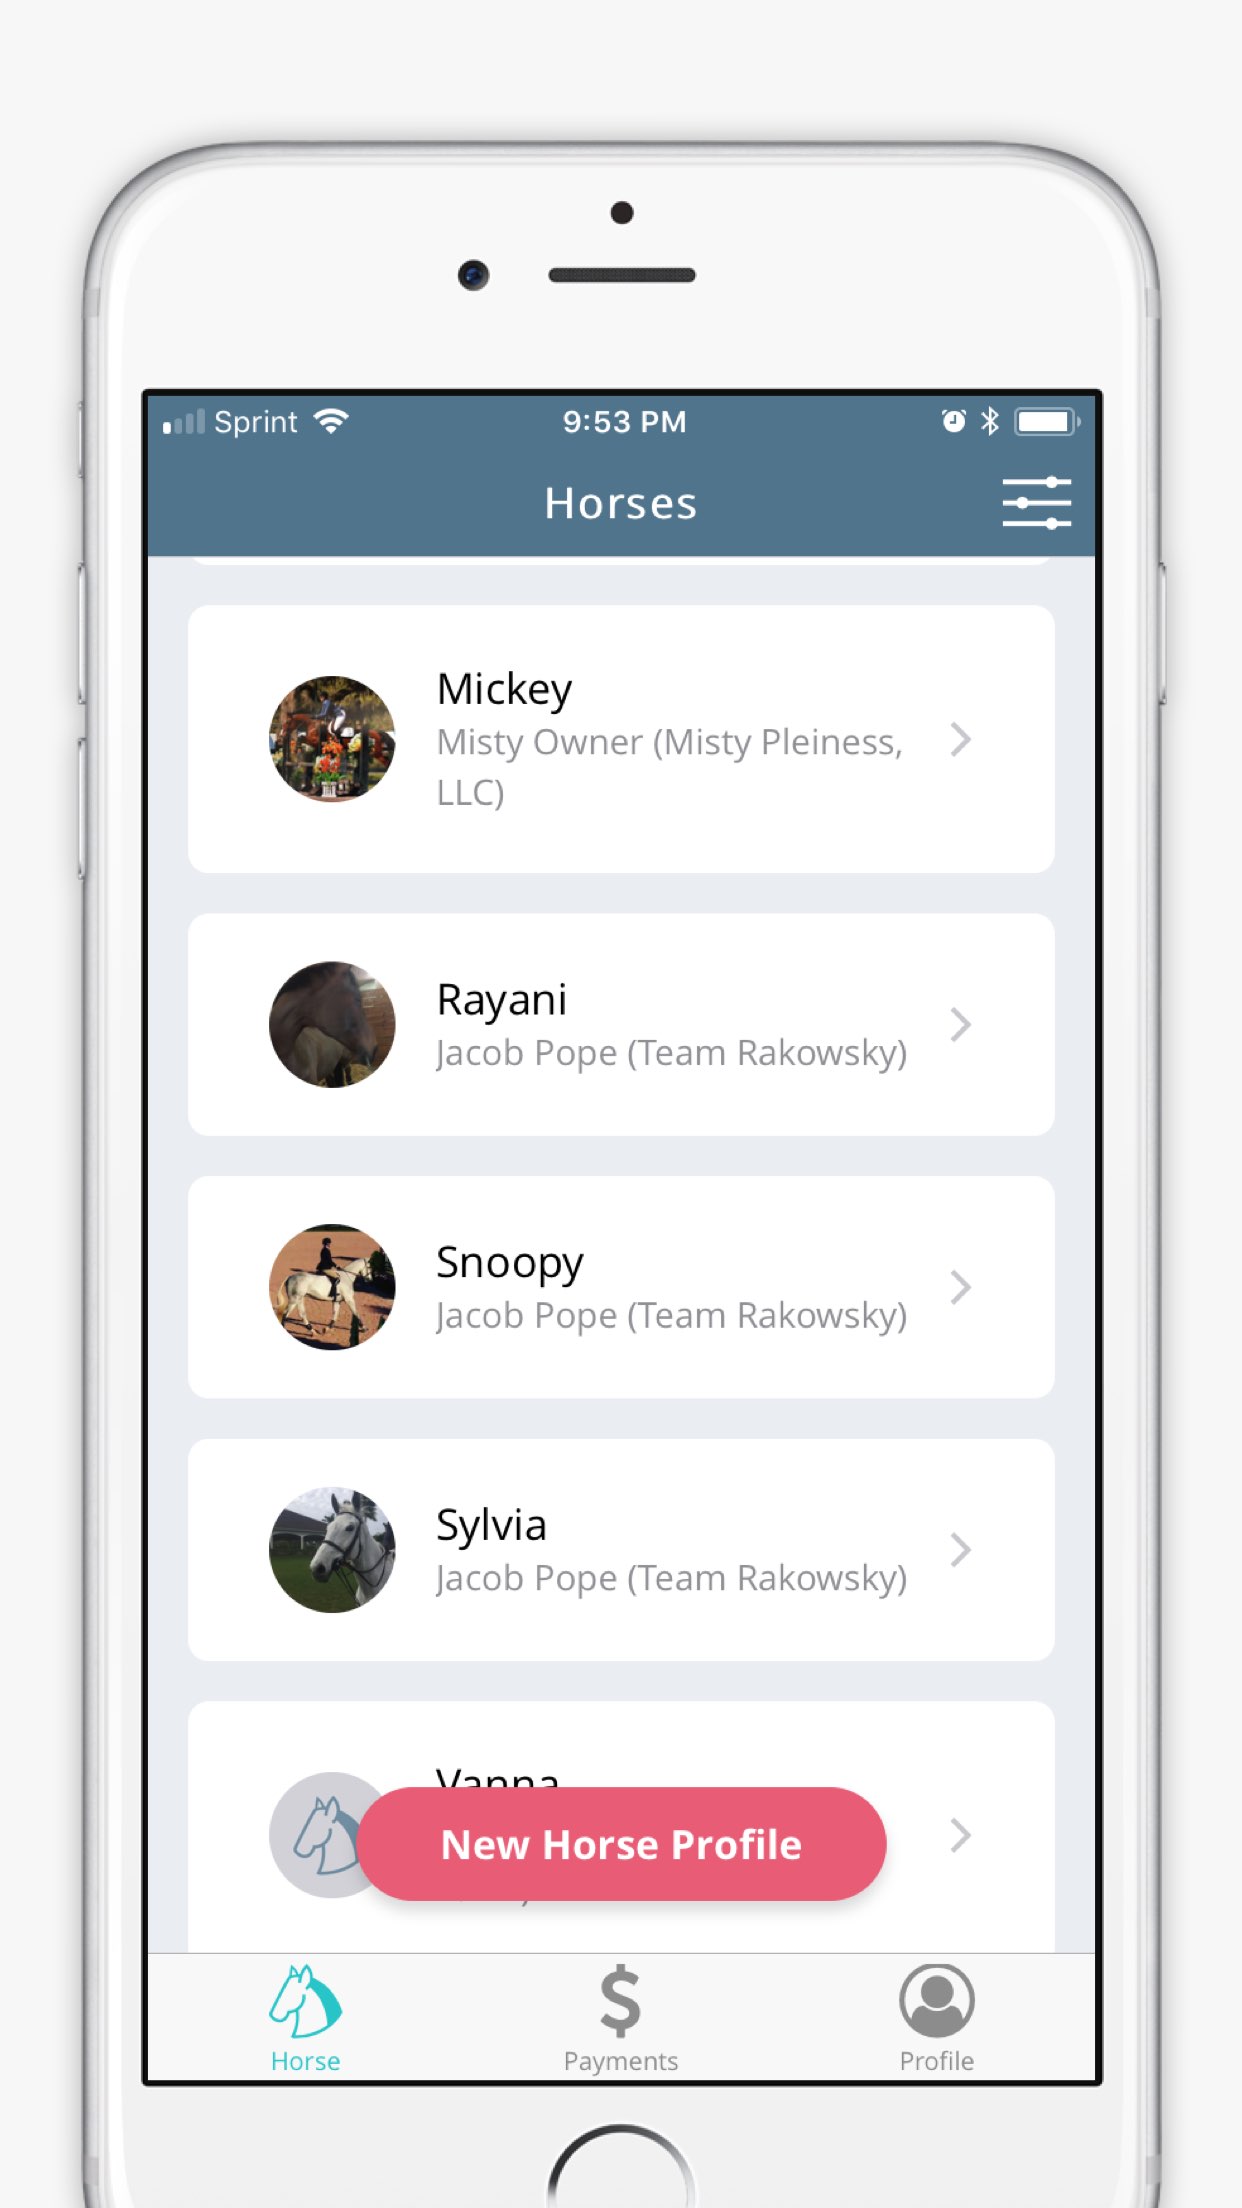 Sprint
9:53 PM
Horses
Mickey
Misty Owner (Misty Pleiness,
LLC)
Rayani
Jacob Pope (Team Rakowsky)
Snoopy
Jacob Pope (Team Rakowsky)
Sylvia
Jacob Pope (Team Rakowsky)
Vanna
New Horse Profile
Horse
Payments
Profile